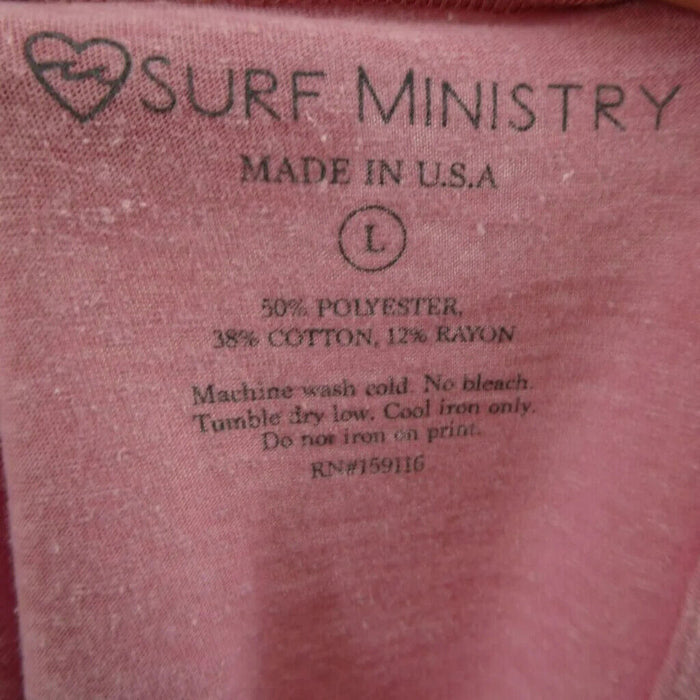 SURF MINISTRY
MADE IN U.S.A
L
50% POLYESTER,
38% COTTON, 12% RAYON
Machine wash cold. No bleach.
Tumble dry low. Cool iron only.
Do not iron on print.
RN#159116